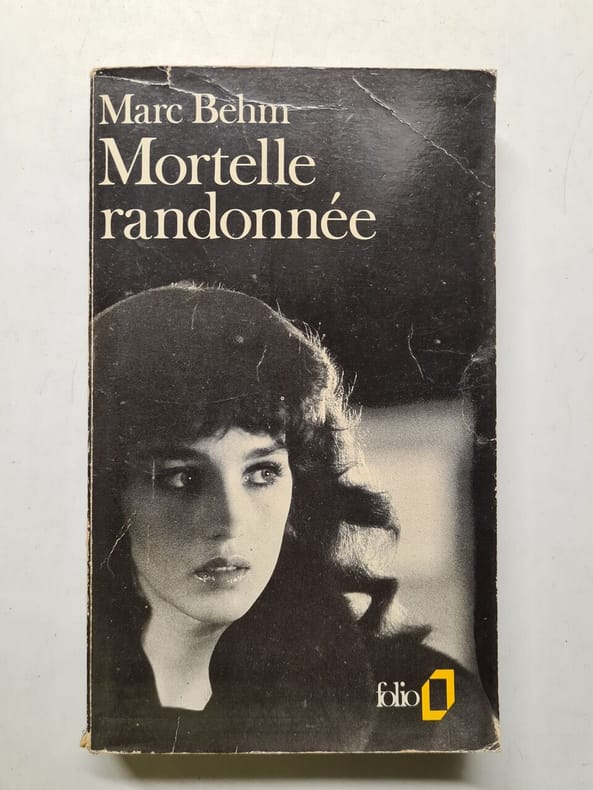 Marc Behm
Mortelle
randonnée
folio